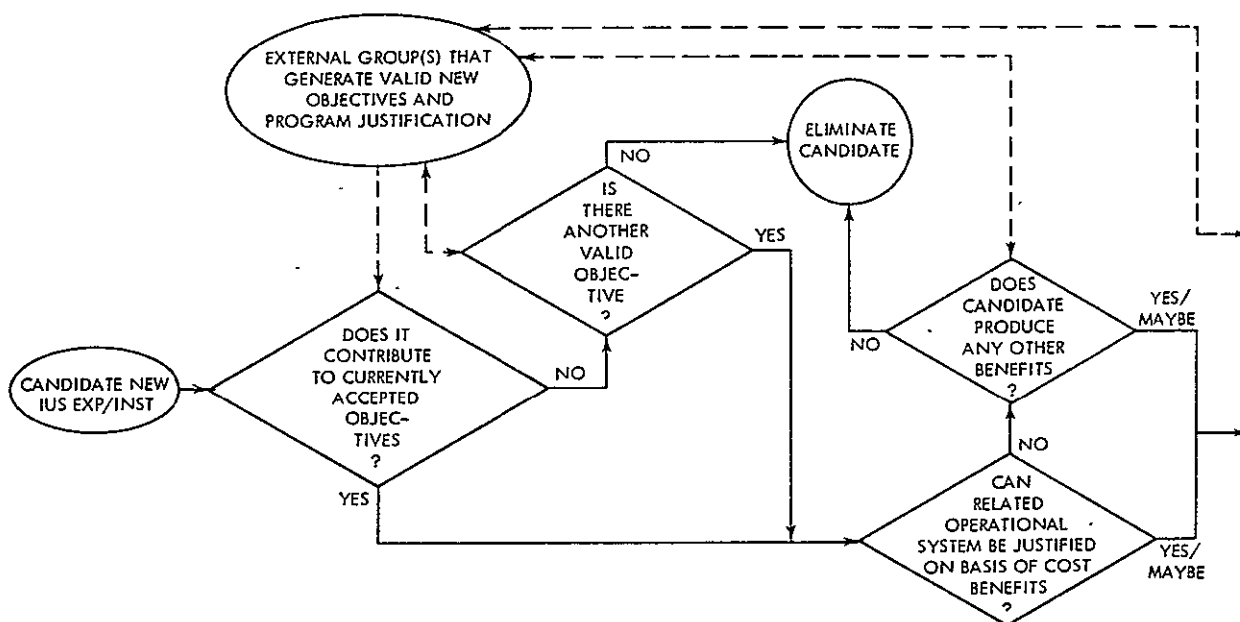 EXTERNAL GROUP(S) THAT
GENERATE VALID NEW
OBJECTIVES AND
PROGRAM JUSTIFICATION
ELIMINATE
CANDIDATE
NO
IS
THERE
ANOTHER
VALID
OBJEC-
TIVE
?
YES
DOES
CANDIDATE
PRODUCE
ANY OTHER
BENEFITS
?
YES/
MAYBE
NO
DOES IT
CONTRIBUTE
TO CURRENTLY
ACCEPTED
OBJEC-
TIVES
?
NO
CANDIDATE NEW
IUS EXP/INST
YES
NO
CAN
RELATED
OPERATIONAL
SYSTEM BE JUSTIFIED
ON BASIS OF COST
BENEFITS
?
YES/
MAYBE